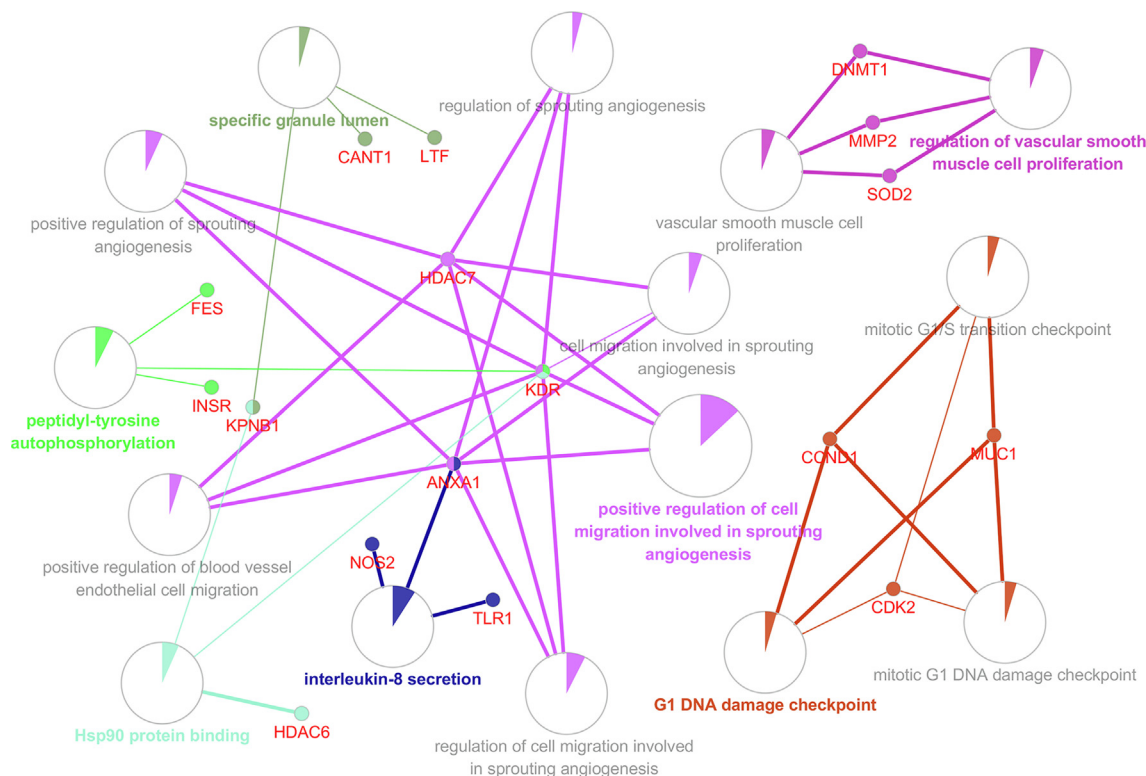 DNMT1
regulation of sprouting angiogenesis
specific granule lumen
CANT1
LTF
MMP2
regulation of vascular smooth
muscle cell proliferation
SOD2
positive regulation of sprouting
angiogenesis
vascular smooth muscle cell
proliferation
HDAC7
FES
mitotic G1/S transition checkpoint
cell migration involved in sprouting
angiogenesis
KDR
INSR
KPNB1
peptidyl-tyrosine
autophosphorylation
CCND1
MUC1
ANXA1
positive regulation of cell
migration involved in sprouting
angiogenesis
positive regulation of blood vessel
endothelial cell migration
NOS2
TLR1
CDK2
interleukin-8 secretion
mitotic G1 DNA damage checkpoint
G1 DNA damage checkpoint
Hsp90 protein binding
HDAC6
regulation of cell migration involved
in sprouting angiogenesis